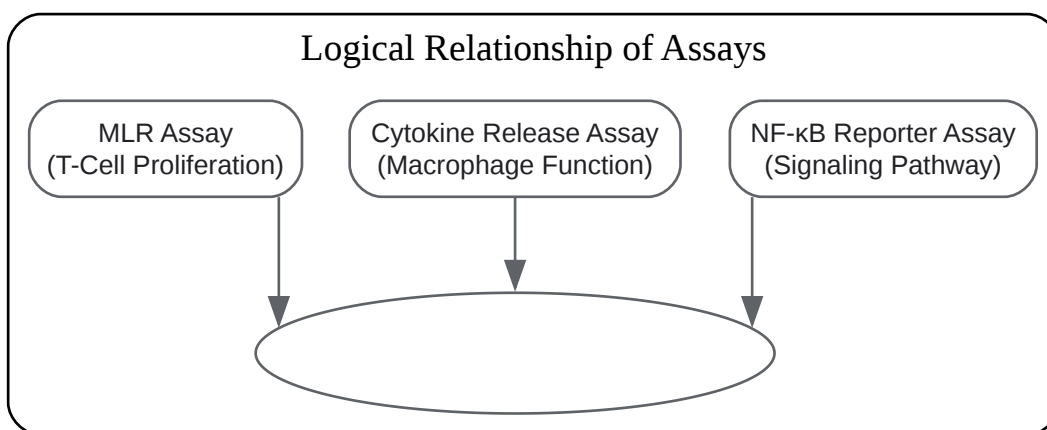 Logical Relationship of Assays
MLR Assay
(T-Cell Proliferation)
Cytokine Release Assay
(Macrophage Function)
NF-κB Reporter Assay
(Signaling Pathway)